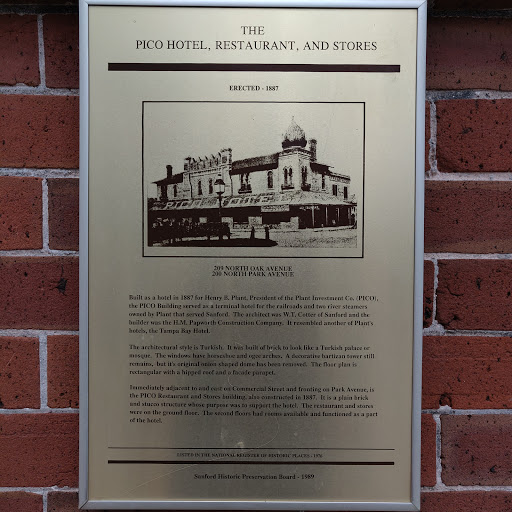 THE
PICO HOTEL, RESTAURANT, AND STORES
ERECTED - 1887
PICO HOUSE
209 NORTH OAK AVENUE
200 NORTH PARK AVENUE
Built as a hotel in 1887 for Henry B. Plant, President of the Plant Investment Co. (PICO),
the PICO Building served as a terminal hotel for the railroads and two river steamers
owned by Plant that served Sanford. The architect was W.T. Cotter of Sanford and the
builder was the H.M. Papworth Construction Company. It resembled another of Plant's
hotels, the Tampa Bay Hotel.
The architectural style is Turkish. It was built of brick to look like a Turkish palace or
mosque. The windows have horseshoe and ogee arches. A decorative bartizan tower still
remains, but it's original onion shaped dome has been removed. The floor plan is
rectangular with a hipped roof and a facade parapet.
Immediately adjacent to and east on Commercial Street and fronting on Park Avenue, is
the PICO Restaurant and Stores building, also constructed in 1887. It is a plain brick
and stucco structure whose purpose was to support the hotel. The restaurant and stores
were on the ground floor. The second floors had rooms available and functioned as a part
of the hotel.
LISTED IN THE NATIONAL REGISTER OF HISTORIC PLACES - 1976
Sanford Historic Preservation Board - 1989